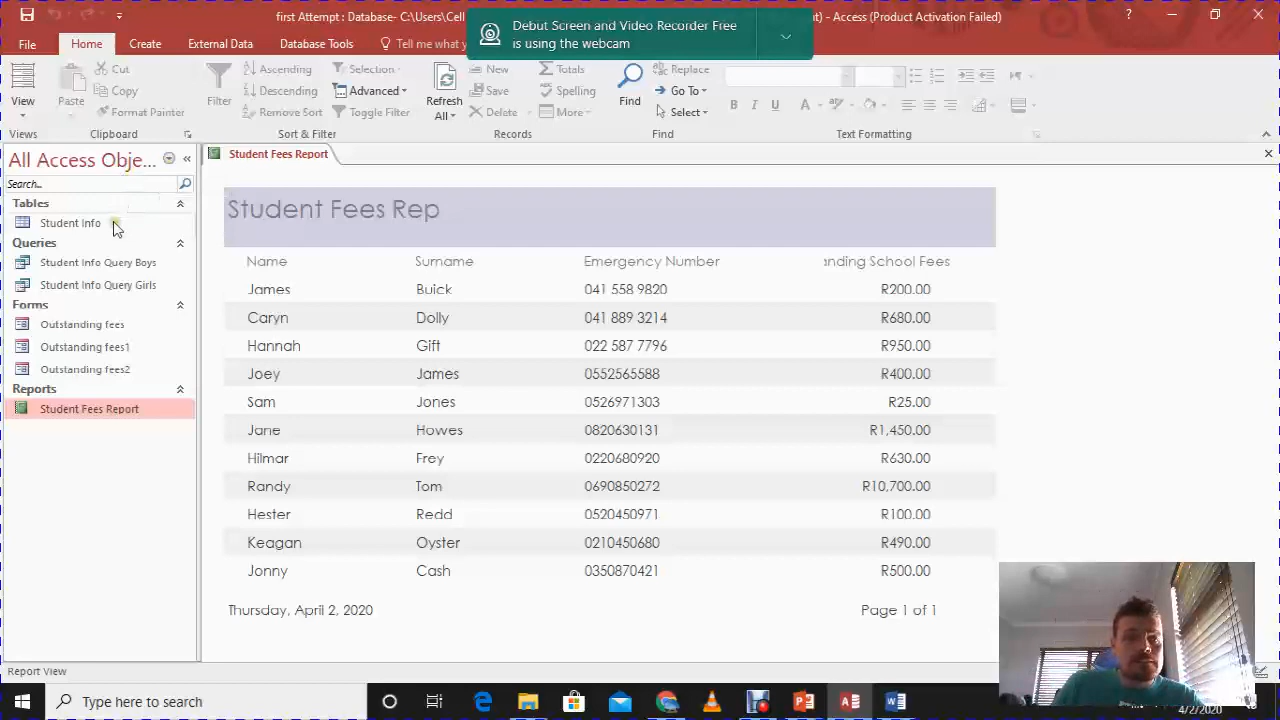 first Attempt : Database- C:\Users\Cell
t) - Access (Product Activation Failed)
Debut Screen and Video Recorder Free
is using the webcam
File Home Create External Data Database Tools Tell me what
View
Paste
Cut
Copy
Format Painter
Filter
Ascending
Descending
Remove Sort
Selection
Advanced
Toggle Filter
Refresh
All
New
Save
Delete
Totals
Spelling
More
Find
Replace
Go To
Select
B I U
Views Clipboard Sort & Filter Records Find Text Formatting
All Access Obje...
Search...
Tables
Student Info
Queries
Student Info Query Boys
Student Info Query Girls
Forms
Outstanding fees
Outstanding fees1
Outstanding fees2
Reports
Student Fees Report
Student Fees Report
Student Fees Rep
Name Surname Emergency Number anding School Fees
James Buick 041 558 9820 R200.00
Caryn Dolly 041 889 3214 R680.00
Hannah Gift 022 587 7796 R950.00
Joey James 0552565588 R400.00
Sam Jones 0526971303 R25.00
Jane Howes 0820630131 R1,450.00
Hilmar Frey 0220680920 R630.00
Randy Tom 0690850272 R10,700.00
Hester Redd 0520450971 R100.00
Keagan Oyster 0210450680 R490.00
Jonny Cash 0350870421 R500.00
Thursday, April 2, 2020 Page 1 of 1
Report View
Type here to search
4/2/2020